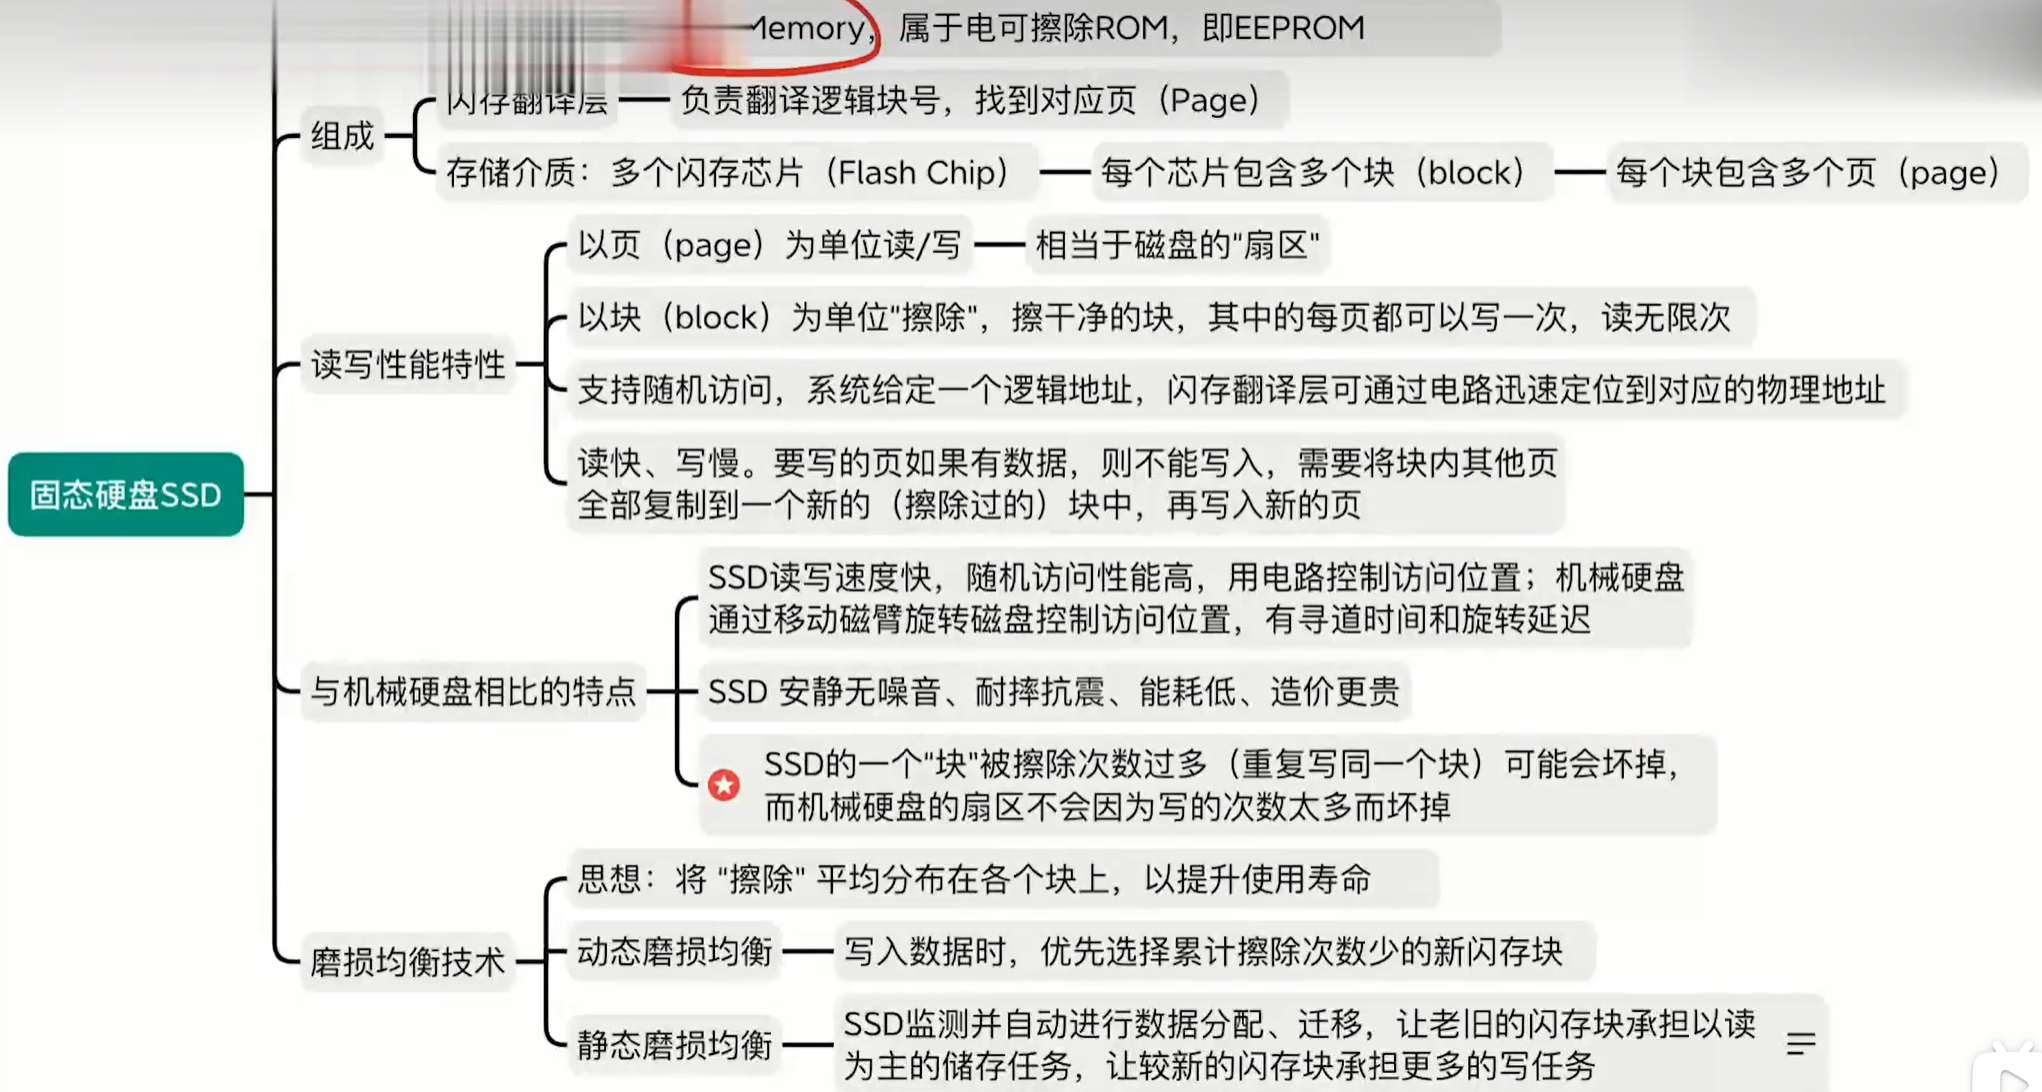 属于电可擦除ROM，即EEPROM
组成
闪存翻译层
负责翻译逻辑块号，找到对应页（Page）
存储介质：多个闪存芯片（Flash Chip）
每个芯片包含多个块（block）
每个块包含多个页（page）
以页（page）为单位读/写
相当于磁盘的"扇区"
以块（block）为单位"擦除"，擦干净的块，其中的每页都可以写一次，读无限次
读写性能特性
支持随机访问，系统给定一个逻辑地址，闪存翻译层可通过电路迅速定位到对应的物理地址
读快、写慢。要写的页如果有数据，则不能写入，需要将块内其他页
全部复制到一个新的（擦除过的）块中，再写入新的页
固态硬盘SSD
SSD读写速度快，随机访问性能高，用电路控制访问位置；机械硬盘
通过移动磁臂旋转磁盘控制访问位置，有寻道时间和旋转延迟
与机械硬盘相比的特点
SSD 安静无噪音、耐摔抗震、能耗低、造价更贵
SSD的一个"块"被擦除次数过多（重复写同一个块）可能会坏掉，
而机械硬盘的扇区不会因为写的次数太多而坏掉
思想：将 "擦除" 平均分布在各个块上，以提升使用寿命
磨损均衡技术
动态磨损均衡
写入数据时，优先选择累计擦除次数少的新闪存块
静态磨损均衡
SSD监测并自动进行数据分配、迁移，让老旧的闪存块承担以读
为主的储存任务，让较新的闪存块承担更多的写任务